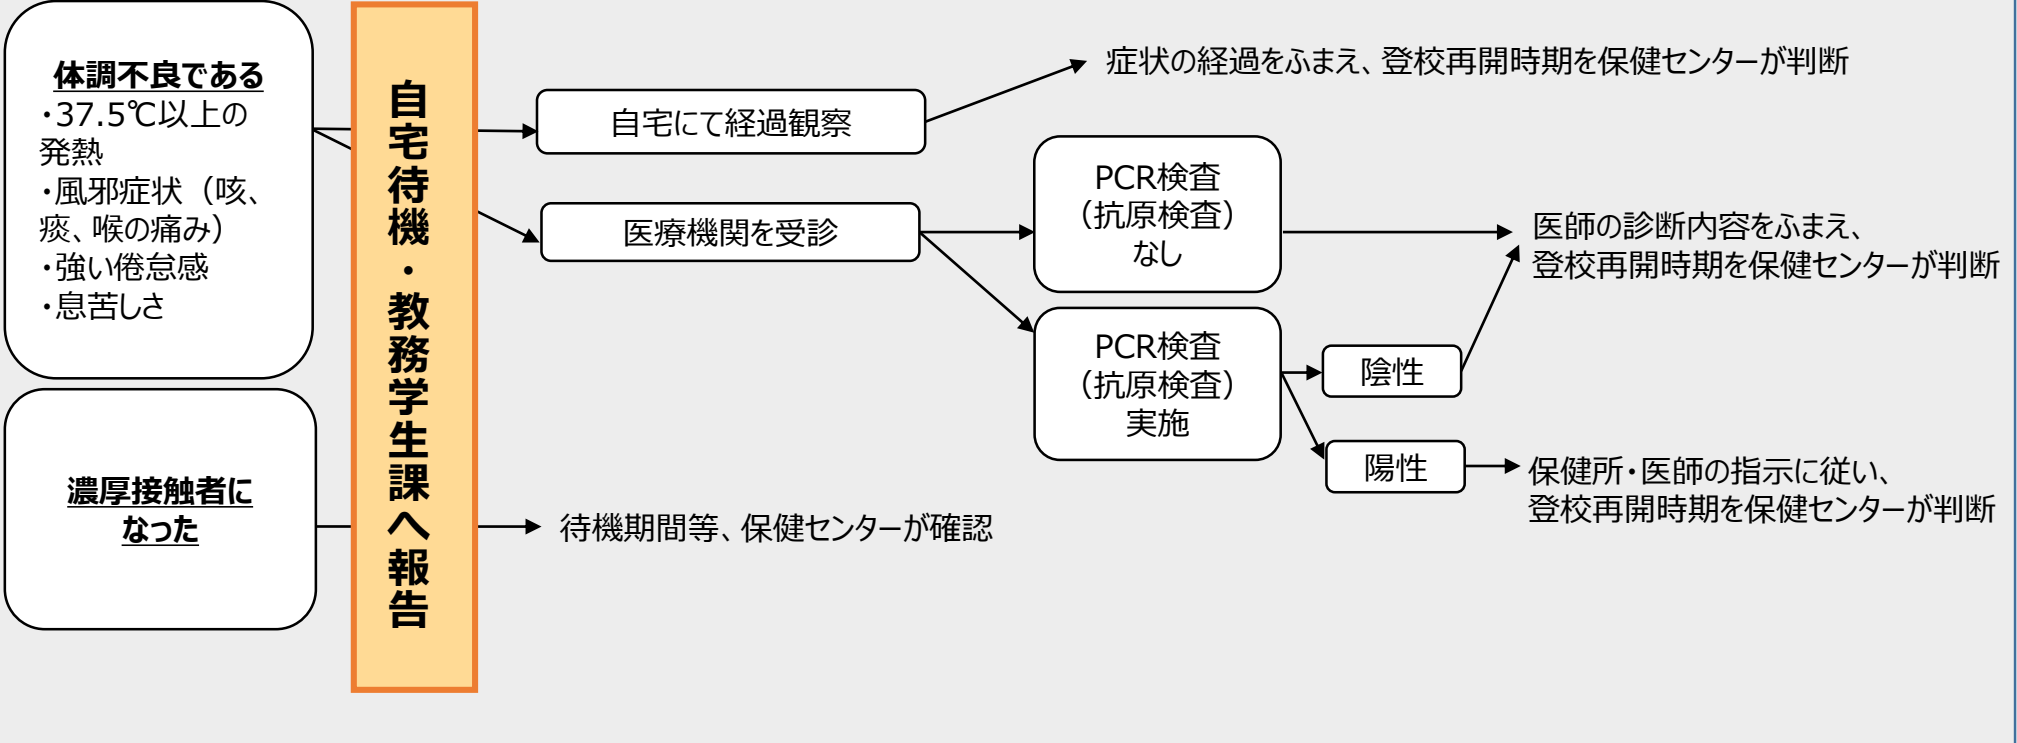 体調不良である
・37.5℃以上の
発熱
・風邪症状（咳、
痰、喉の痛み）
・強い倦怠感
・息苦しさ
濃厚接触者に
なった
自宅待機・教務学生課へ報告
自宅にて経過観察
症状の経過をふまえ、登校再開時期を保健センターが判断
医療機関を受診
PCR検査
（抗原検査）
なし
医師の診断内容をふまえ、
登校再開時期を保健センターが判断
PCR検査
（抗原検査）
実施
陰性
陽性
保健所・医師の指示に従い、
登校再開時期を保健センターが判断
待機期間等、保健センターが確認